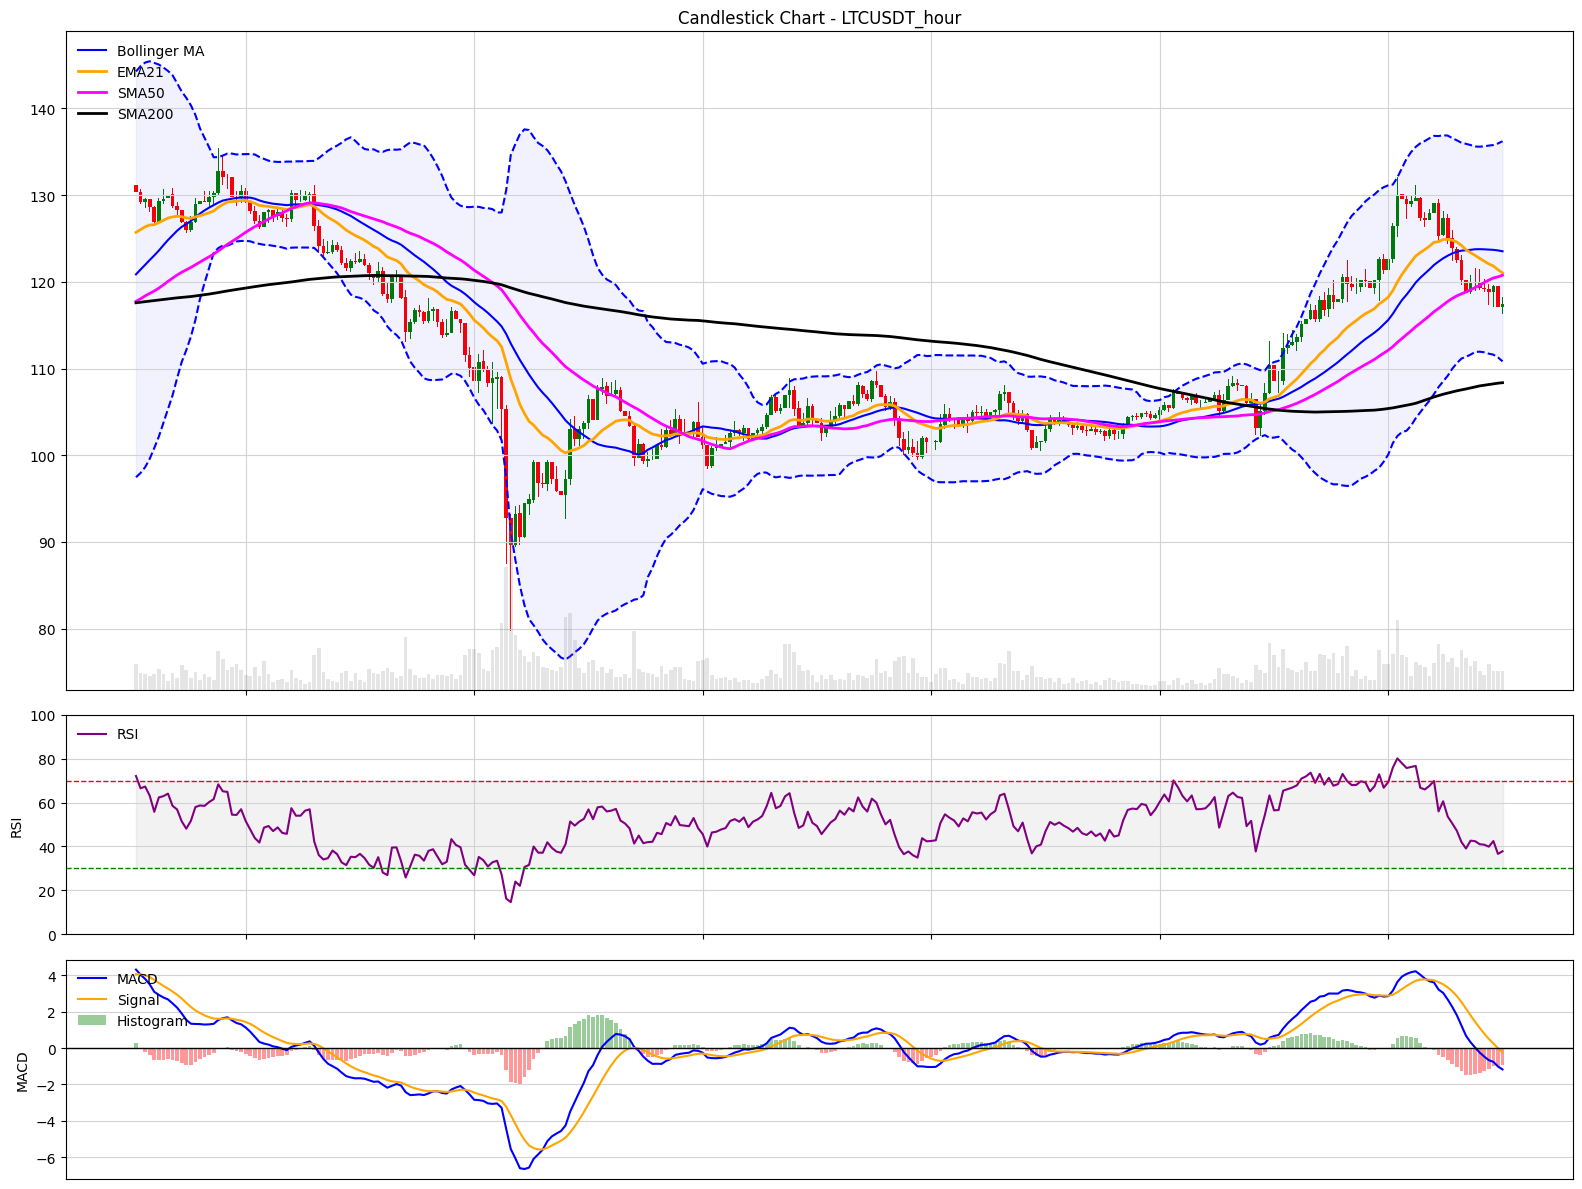 Candlestick Chart - LTCUSDT_hour
Bollinger MA
EMA21
SMA50
SMA200
140
130
120
110
100
90
80
RSI
100
80
60
40
20
0
RSI
MACD
Signal
Histogram
4
2
0
−2
−4
−6
MACD